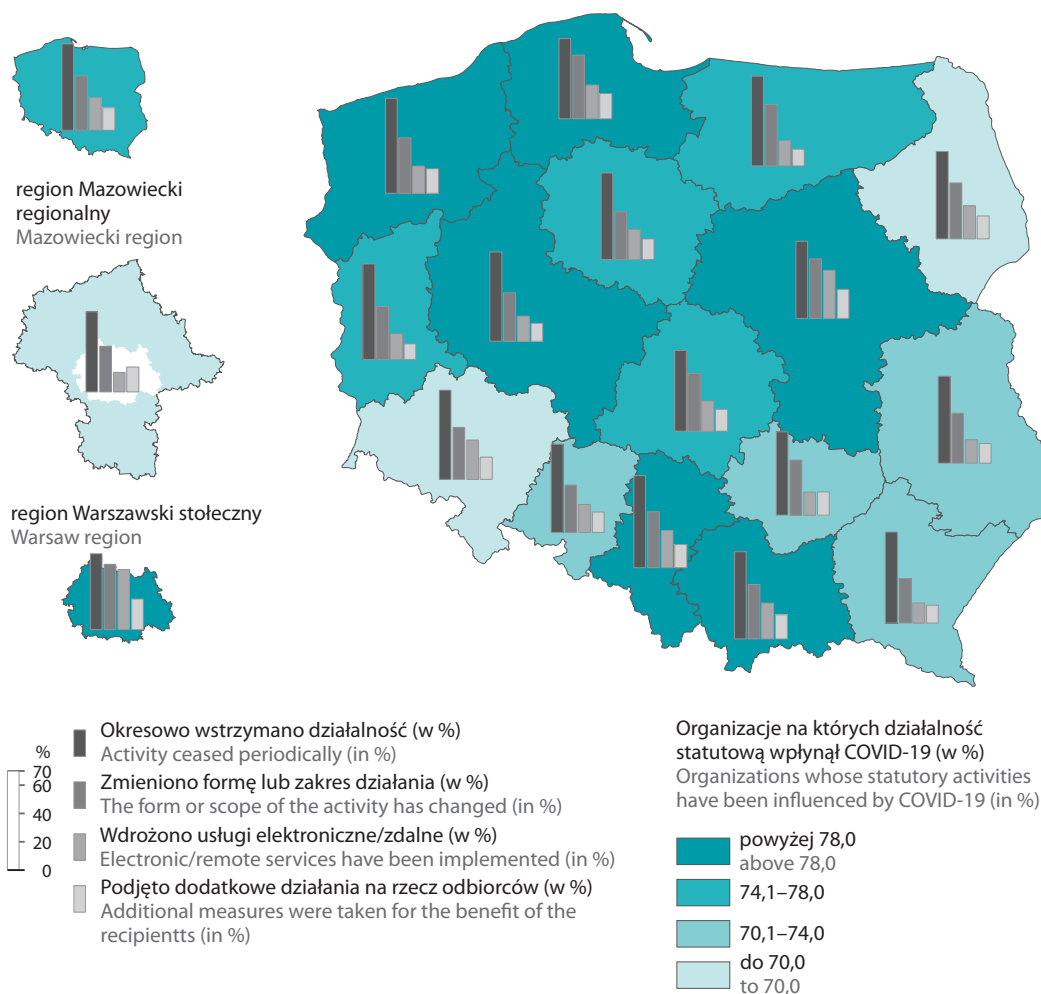 region Mazowiecki
regionalny
Mazowiecki region
region Warszawski stołeczny
Warsaw region
%
70
60
40
20
0
Okresowo wstrzymano działalność (w %)
Activity ceased periodically (in %)
Zmieniono formę lub zakres działania (w %)
The form or scope of the activity has changed (in %)
Wdrożono usługi elektroniczne/zdalne (w %)
Electronic/remote services have been implemented (in %)
Podjęto dodatkowe działania na rzecz odbiorców (w %)
Additional measures were taken for the benefit of the
recipientts (in %)
Organizacje na których działalność
statutową wpłynął COVID-19 (w %)
Organizations whose statutory activities
have been influenced by COVID-19 (in %)
powyżej 78,0
above 78,0
74,1–78,0
70,1–74,0
do 70,0
to 70,0